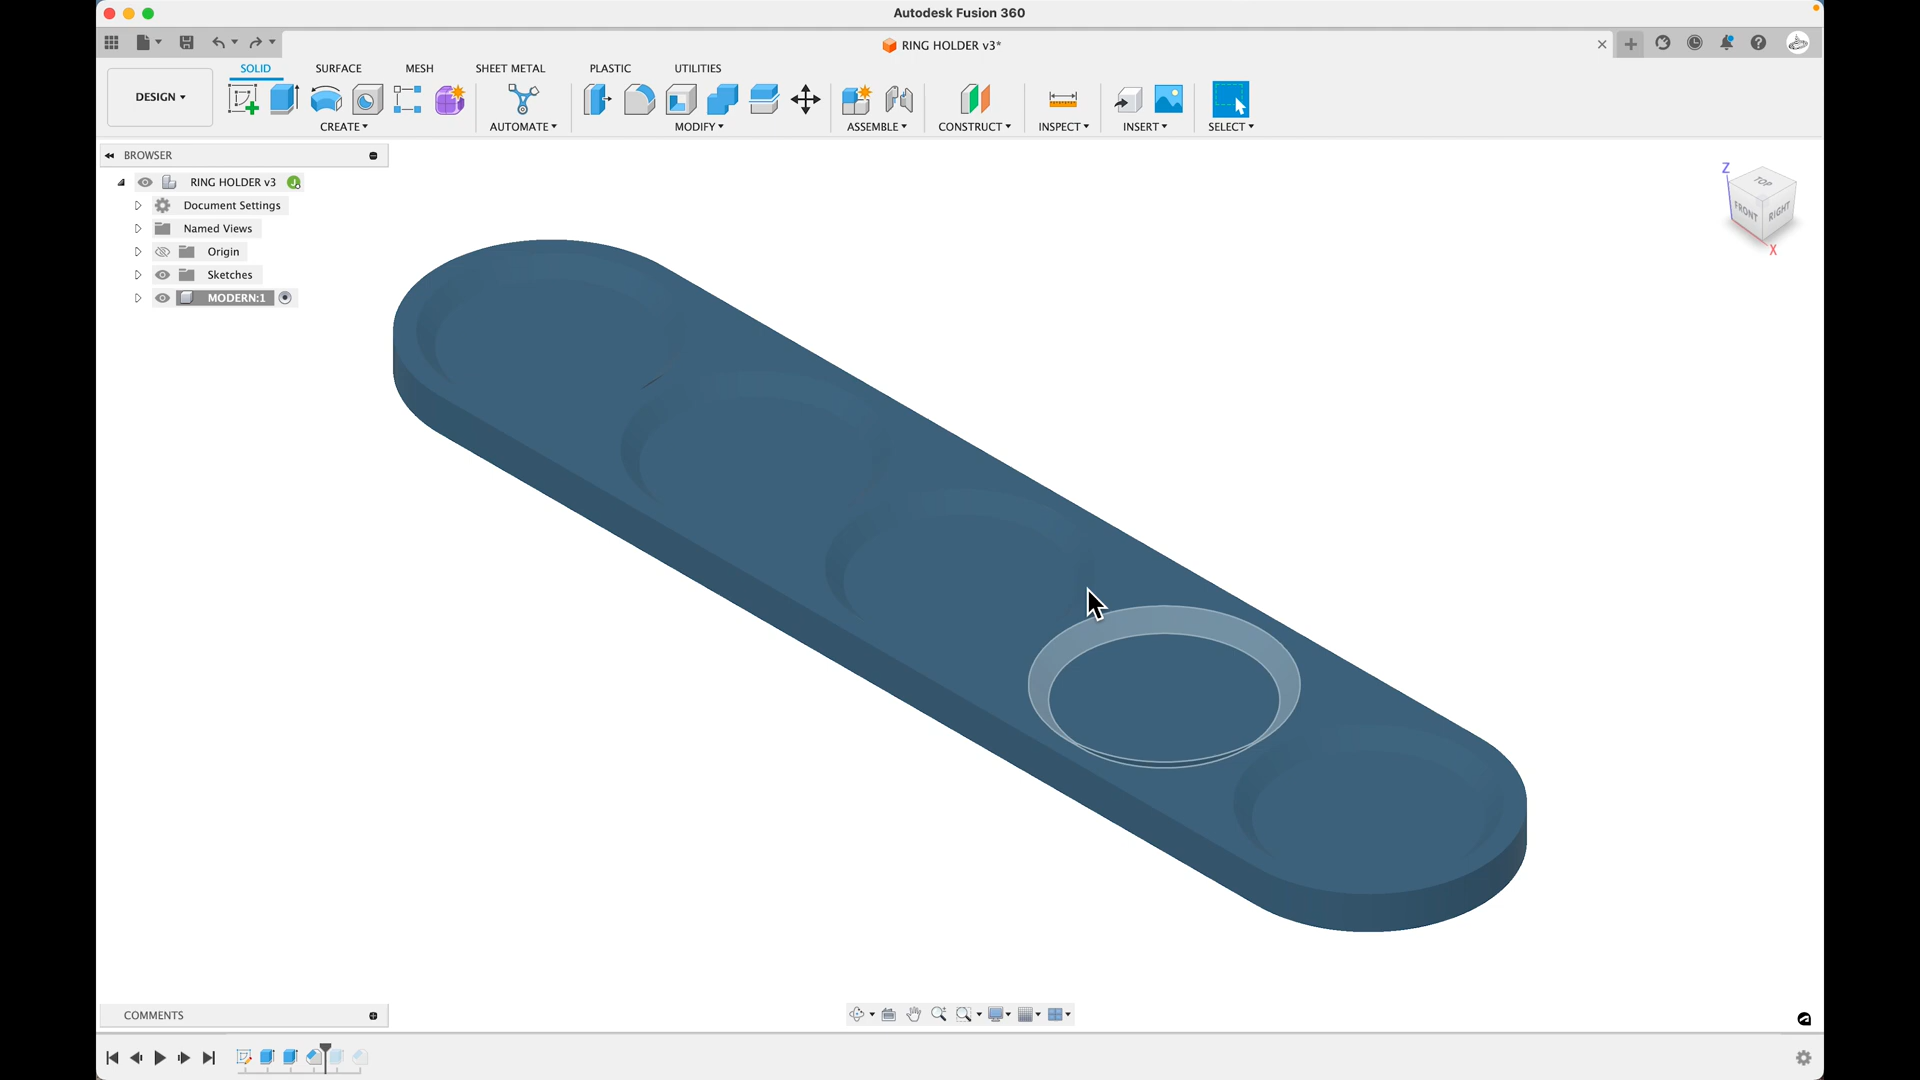 Autodesk Fusion 360
RING HOLDER v3*
SOLID SURFACE MESH SHEET METAL PLASTIC UTILITIES
DESIGN
CREATE AUTOMATE MODIFY ASSEMBLE CONSTRUCT INSPECT INSERT SELECT
BROWSER
RING HOLDER v3
Document Settings
Named Views
Origin
Sketches
MODERN:1
Z
TOP
FRONT RIGHT
X
COMMENTS